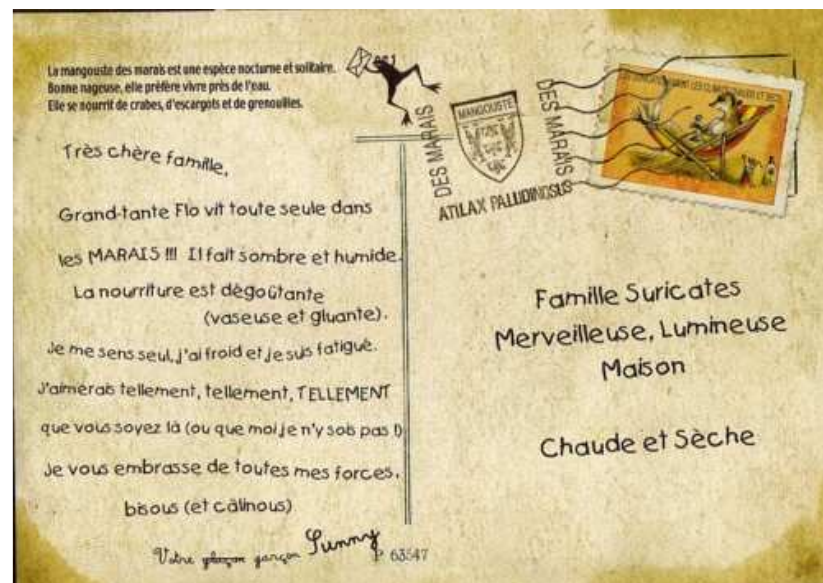 La mangouste des marais est une espèce nocturne et solitaire.
Bonne nageuse, elle préfère vivre près de l'eau.
Elle se nourrit de crabes, d'escargots et de grenouilles.
Très chère famille,
Grand-tante Flo vit toute seule dans
les MARAIS !!! Il fait sombre et humide.
La nourriture est dégoûtante
(vaseuse et gluante).
Je me sens seul, j'ai froid et je suis fatigué.
J'aimerais tellement, tellement, TELLEMENT
que vous soyez là (ou que moi je n'y sois pas !)
Je vous embrasse de toutes mes forces,
bisous (et câlinous)
Votre garçon Sunny
P 63547
DES MARAIS
MANGOUSTE
DES MARAIS
ATILAX PALUDINOSUS
Famille Suricates
Merveilleuse, Lumineuse
Maison
Chaude et Sèche